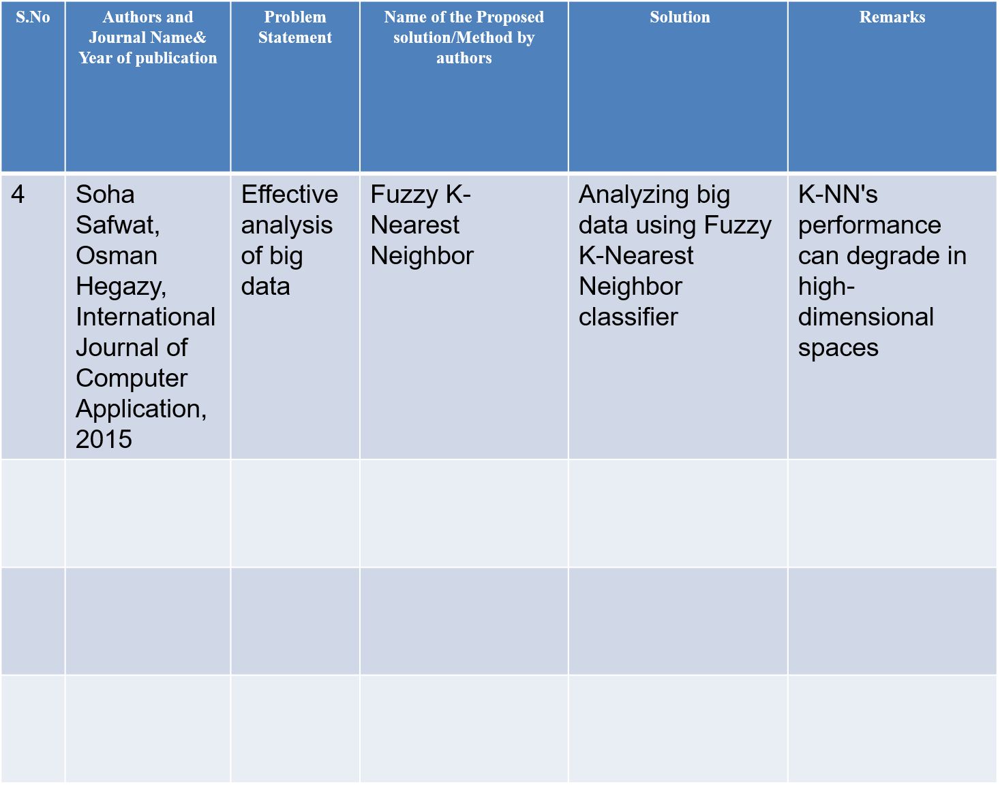 S.No
Authors and
Journal Name&
Year of publication
Problem
Statement
Name of the Proposed
solution/Method by
authors
Solution
Remarks
4
Soha
Safwat,
Osman
Hegazy,
International
Journal of
Computer
Application,
2015
Effective
analysis
of big
data
Fuzzy K-
Nearest
Neighbor
Analyzing big
data using Fuzzy
K-Nearest
Neighbor
classifier
K-NN's
performance
can degrade in
high-
dimensional
spaces